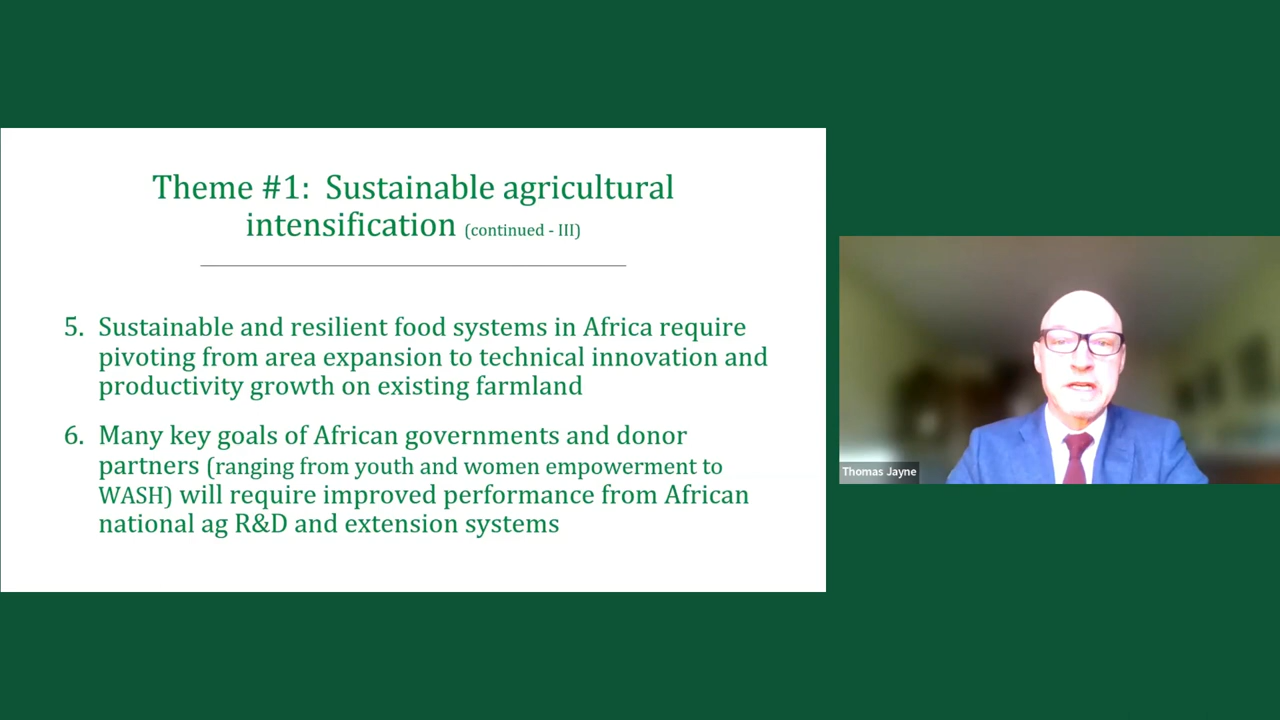 Theme #1: Sustainable agricultural
intensification (continued - III)
5. Sustainable and resilient food systems in Africa require
pivoting from area expansion to technical innovation and
productivity growth on existing farmland
6. Many key goals of African governments and donor
partners (ranging from youth and women empowerment to
WASH) will require improved performance from African
national ag R&D and extension systems
Thomas Jayne